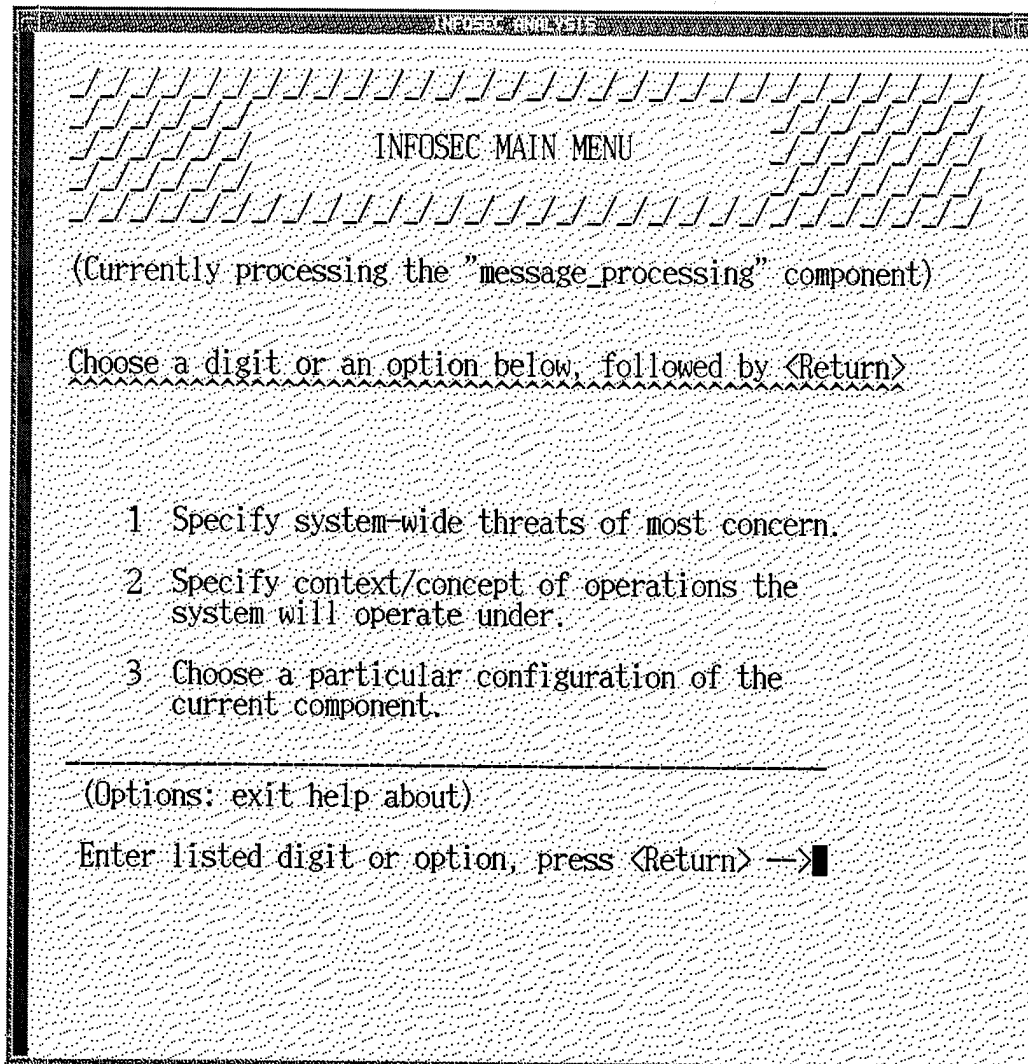 INFOSEC ANALYSIS
INFOSEC MAIN MENU
(Currently processing the "message_processing" component)
Choose a digit or an option below, followed by <Return>
1 Specify system-wide threats of most concern.
2 Specify context/concept of operations the
system will operate under.
3 Choose a particular configuration of the
current component.
(Options: exit help about)
Enter listed digit or option, press <Return> -->